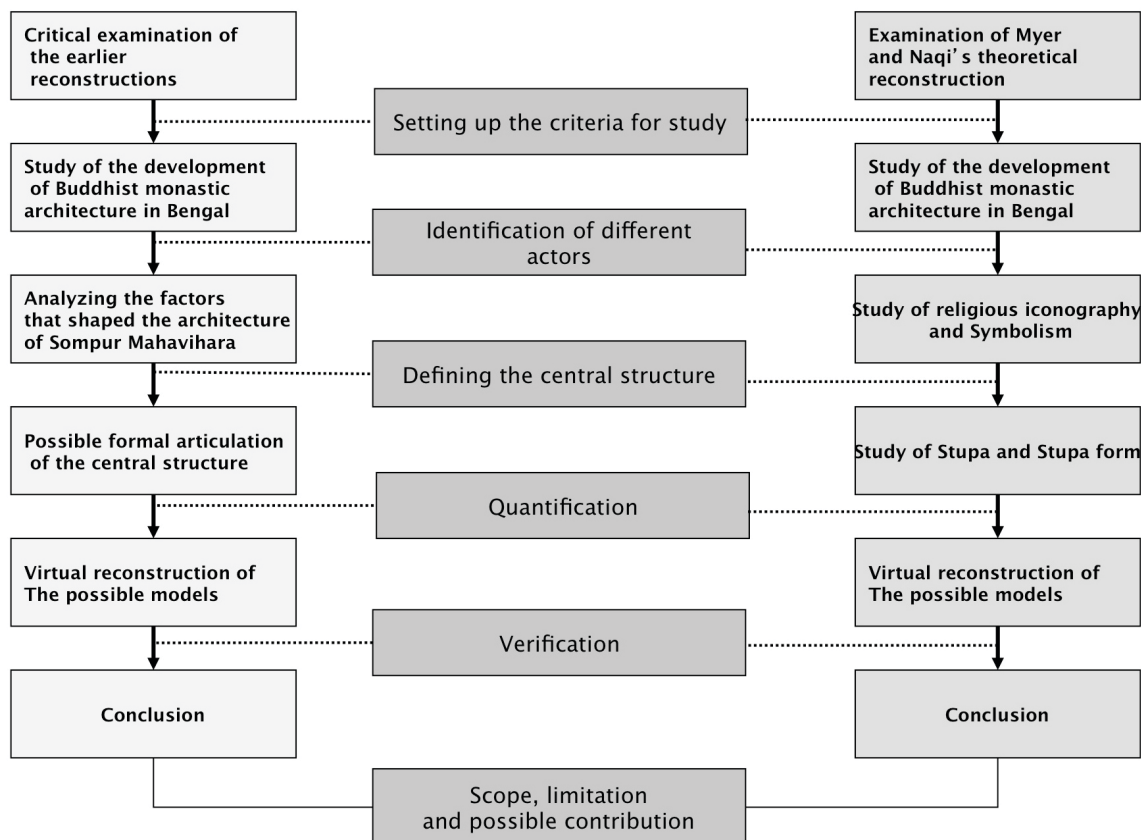 Critical examination of
the earlier
reconstructions
Examination of Myer
and Naqi's theoretical
reconstruction
Setting up the criteria for study
Study of the development
of Buddhist monastic
architecture in Bengal
Study of the development
of Buddhist monastic
architecture in Bengal
Identification of different
actors
Analyzing the factors
that shaped the architecture
of Sompur Mahavihara
Study of religious iconography
and Symbolism
Defining the central structure
Possible formal articulation
of the central structure
Study of Stupa and Stupa form
Quantification
Virtual reconstruction of
The possible models
Virtual reconstruction of
The possible models
Verification
Conclusion
Conclusion
Scope, limitation
and possible contribution